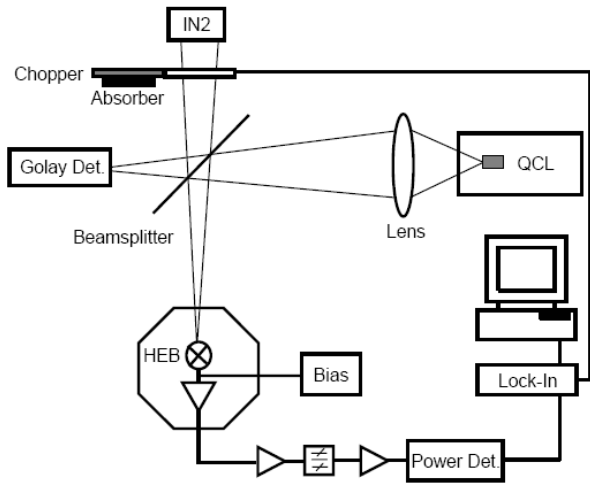 IN2
Chopper
Absorber
Golay Det.
QCL
Beamsplitter
Lens
HEB
Bias
Lock-In
Power Det.